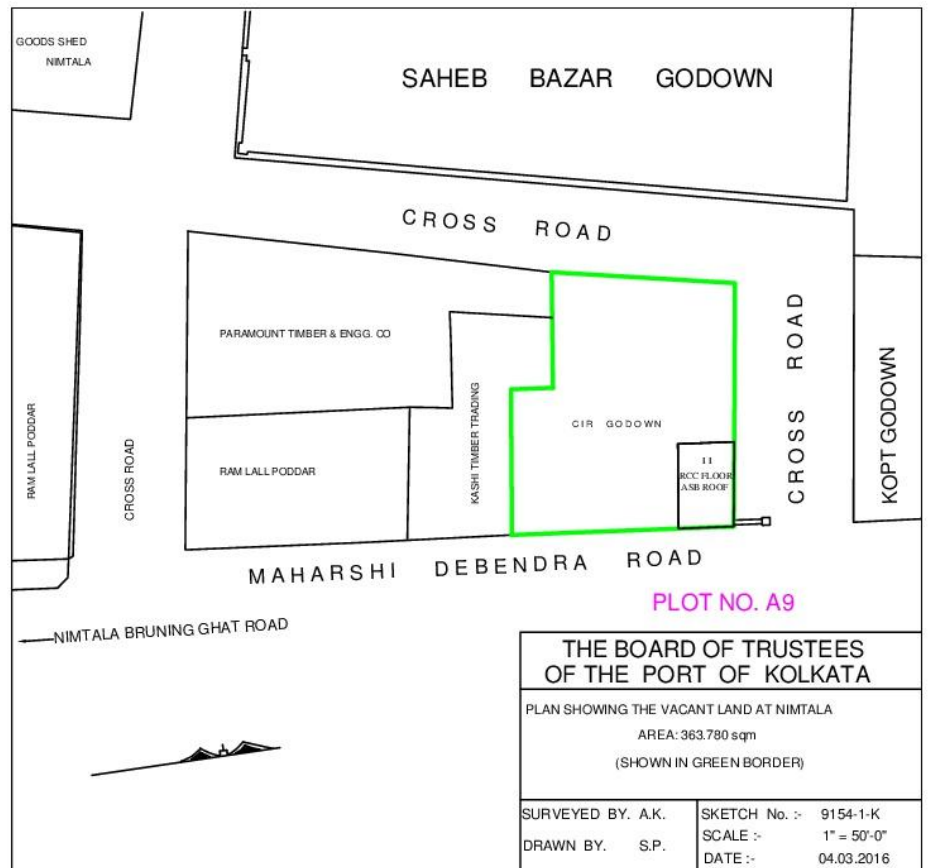 GOODS SHED
NIMTALA
SAHEB BAZAR GODOWN
CROSS ROAD
PARAMOUNT TIMBER & ENGG. CO
RAM LALL PODDAR
CROSS ROAD
RAM LALL PODDAR
KASHI TIMBER TRADING
CIR GODOWN
11
RCC FLOOR
ASB ROOF
CROSS ROAD
KOPT GODOWN
MAHARSHI DEBENDRA ROAD
PLOT NO. A9
NIMTALA BRUNING GHAT ROAD
THE BOARD OF TRUSTEES
OF THE PORT OF KOLKATA
PLAN SHOWING THE VACANT LAND AT NIMTALA
AREA: 363.780 sqm
(SHOWN IN GREEN BORDER)
SURVEYED BY. A.K.
DRAWN BY. S.P.
SKETCH No. :- 9154-1-K
SCALE :- 1" = 50'-0"
DATE :- 04.03.2016